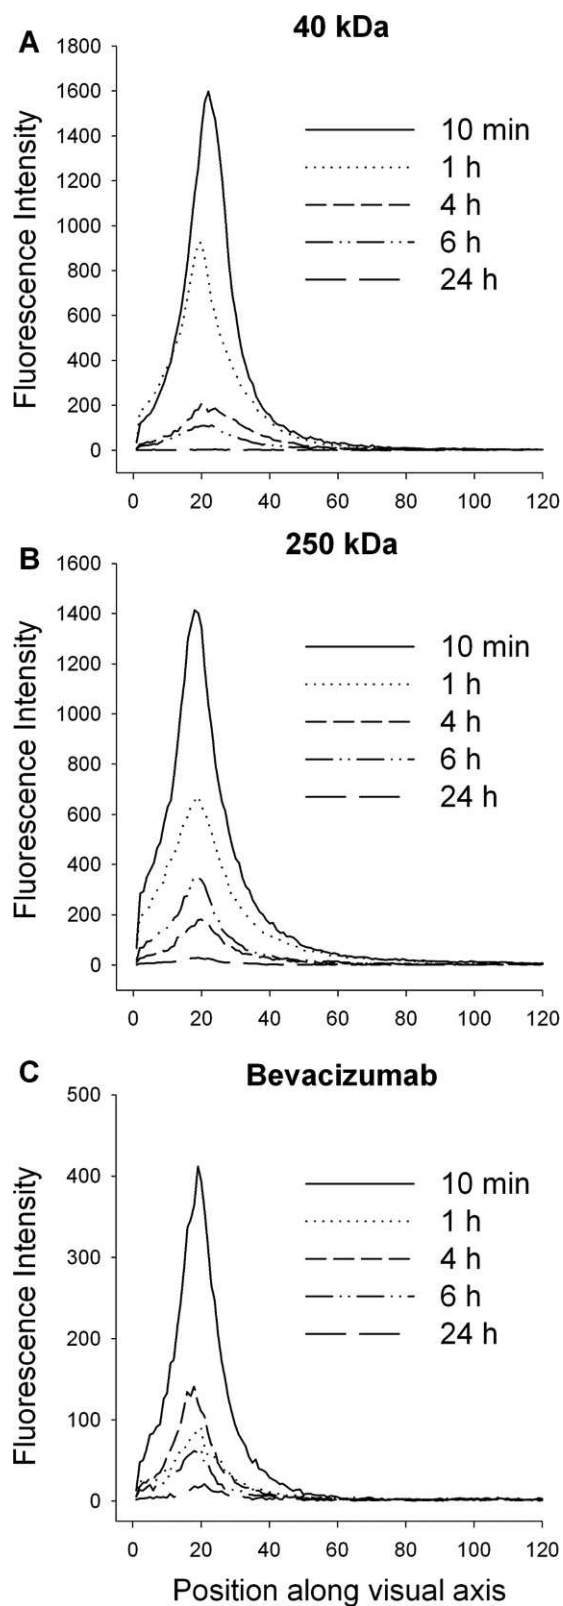 A
40 kDa
Fluorescence Intensity
1800
1600
1400
1200
1000
800
600
400
200
0
10 min
1 h
4 h
6 h
24 h
0 20 40 60 80 100 120
B
250 kDa
Fluorescence Intensity
1600
1400
1200
1000
800
600
400
200
0
10 min
1 h
4 h
6 h
24 h
0 20 40 60 80 100 120
C
Bevacizumab
Fluorescence Intensity
500
400
300
200
100
0
10 min
1 h
4 h
6 h
24 h
0 20 40 60 80 100 120
Position along visual axis